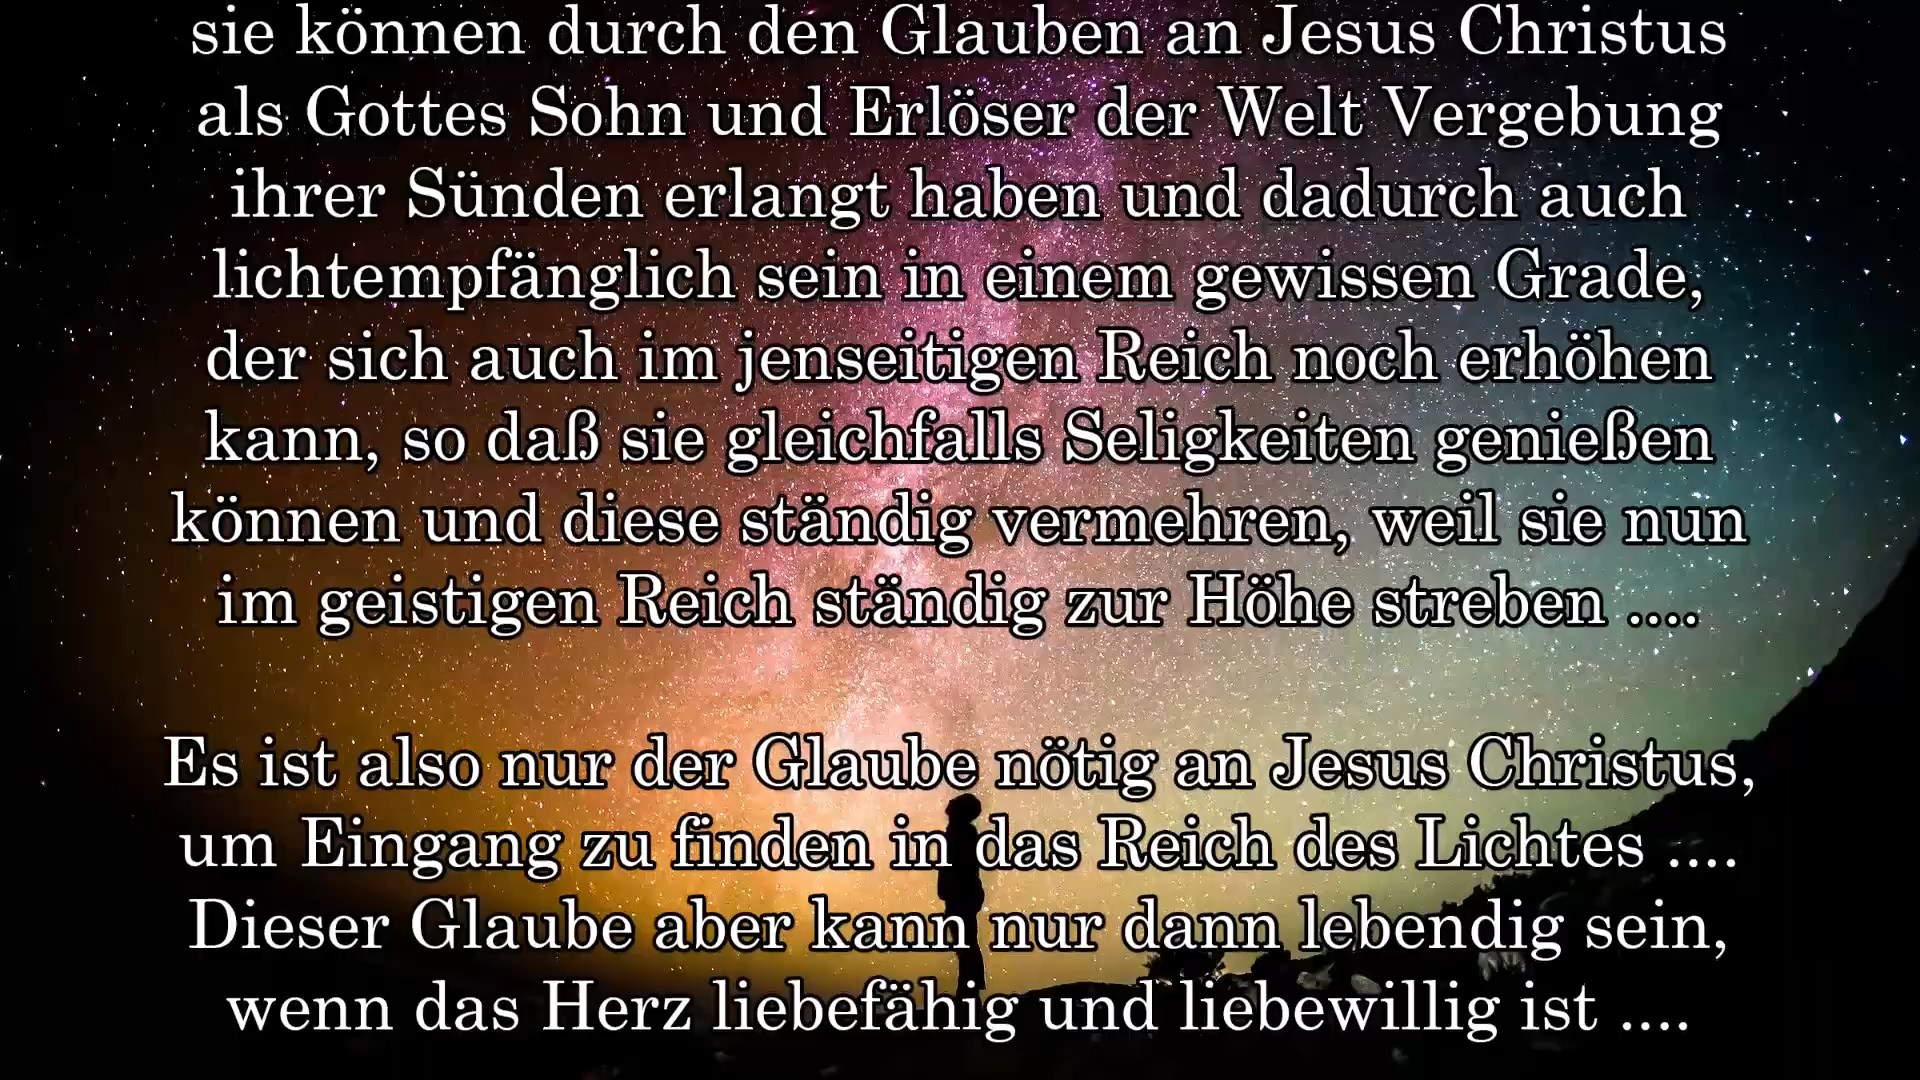 sie können durch den Glauben an Jesus Christus
als Gottes Sohn und Erlöser der Welt Vergebung
ihrer Sünden erlangt haben und dadurch auch
lichtempfänglich sein in einem gewissen Grade,
der sich auch im jenseitigen Reich noch erhöhen
kann, so daß sie gleichfalls Seligkeiten genießen
können und diese ständig vermehren, weil sie nun
im geistigen Reich ständig zur Höhe streben ....
Es ist also nur der Glaube nötig an Jesus Christus,
um Eingang zu finden in das Reich des Lichtes ....
Dieser Glaube aber kann nur dann lebendig sein,
wenn das Herz liebefähig und liebewillig ist ....